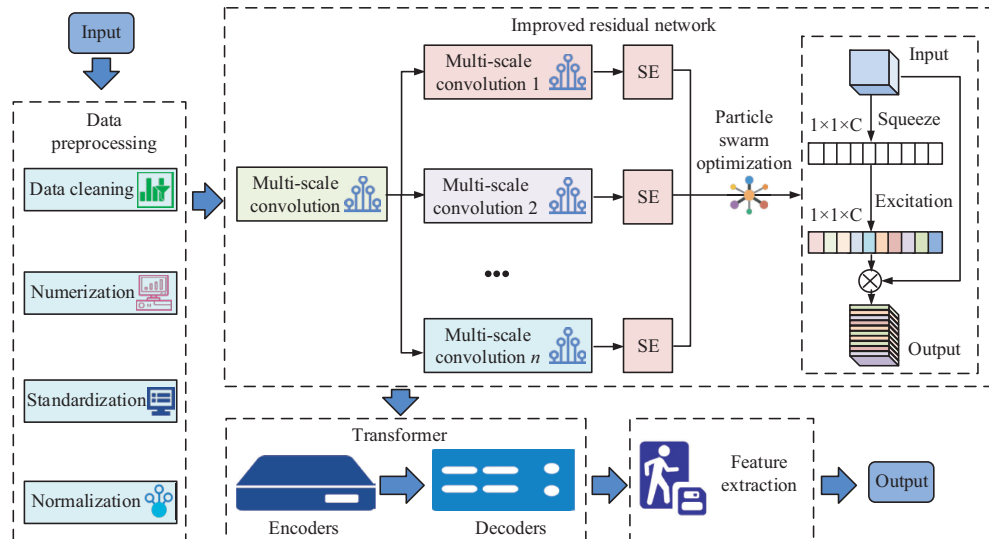 Input
Data
preprocessing
Data cleaning
Numerization
Standardization
Normalization
Improved residual network
Multi-scale
convolution
Multi-scale
convolution 1
SE
Multi-scale
convolution 2
SE
•••
Multi-scale
convolution n
SE
Particle
swarm
optimization
Input
1×1×C
Squeeze
1×1×C
Excitation
Output
Transformer
Encoders
Decoders
Feature
extraction
Output